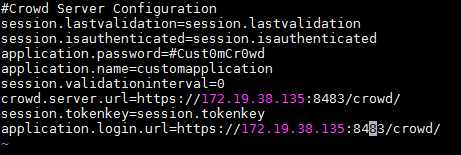 #Crowd Server Configuration
session.lastvalidation=session.lastvalidation
session.isauthenticated=session.isauthenticated
application.password=#Cust0mCr0wd
application.name=customapplication
session.validationinterval=0
crowd.server.url=https://172.19.38.135:8483/crowd/
session.tokenkey=session.tokenkey
application.login.url=https://172.19.38.135:8483/crowd/
~